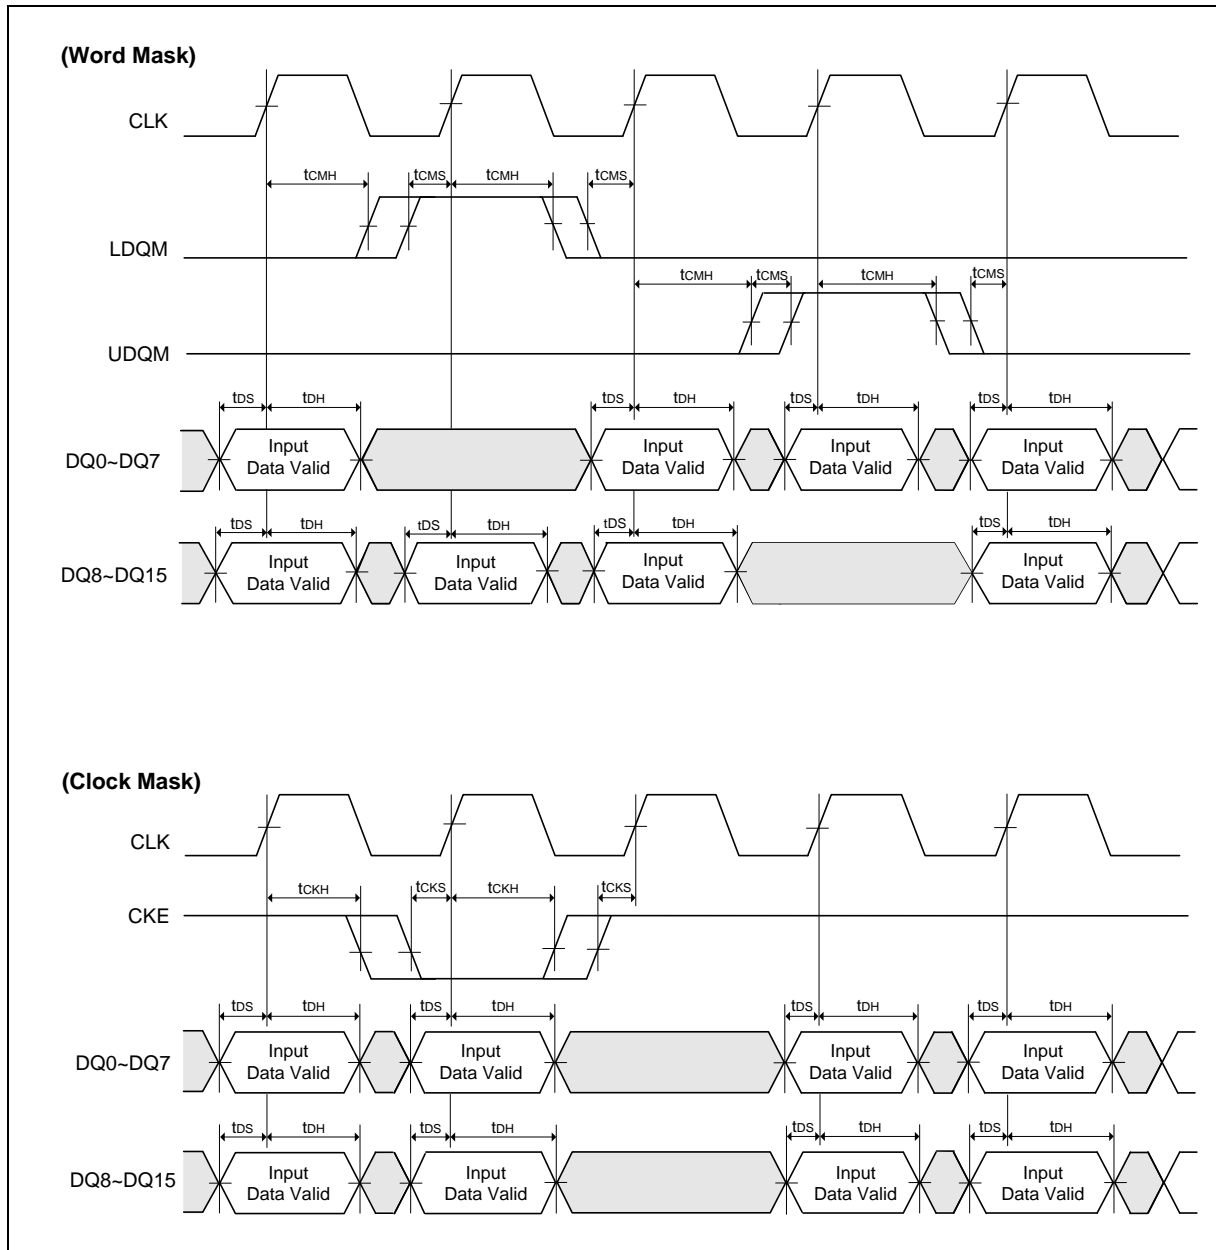 (Word Mask)
CLK
tCMH tCMS tCMH tCMS
LDQM
tCMH tCMS tCMH tCMS
UDQM
tDS tDH tDS tDH tDS tDH tDS tDH
DQ0~DQ7
Input Data Valid
Input Data Valid
Input Data Valid
Input Data Valid
tDS tDH tDS tDH tDS tDH tDS tDH
DQ8~DQ15
Input Data Valid
Input Data Valid
Input Data Valid
Input Data Valid
(Clock Mask)
CLK
tCKH tCKS tCKH tCKS
CKE
tDS tDH tDS tDH tDS tDH tDS tDH
DQ0~DQ7
Input Data Valid
Input Data Valid
Input Data Valid
Input Data Valid
tDS tDH tDS tDH tDS tDH tDS tDH
DQ8~DQ15
Input Data Valid
Input Data Valid
Input Data Valid
Input Data Valid